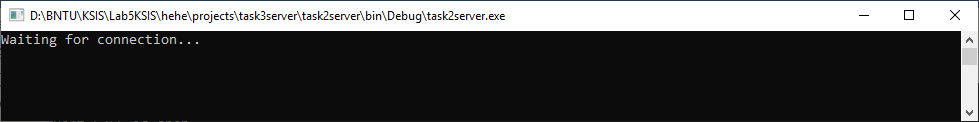 D:\BNTU\KSIS\Lab5KSIS\hehe\projects\task3server\task2server\bin\Debug\task2server.exe
Waiting for connection...